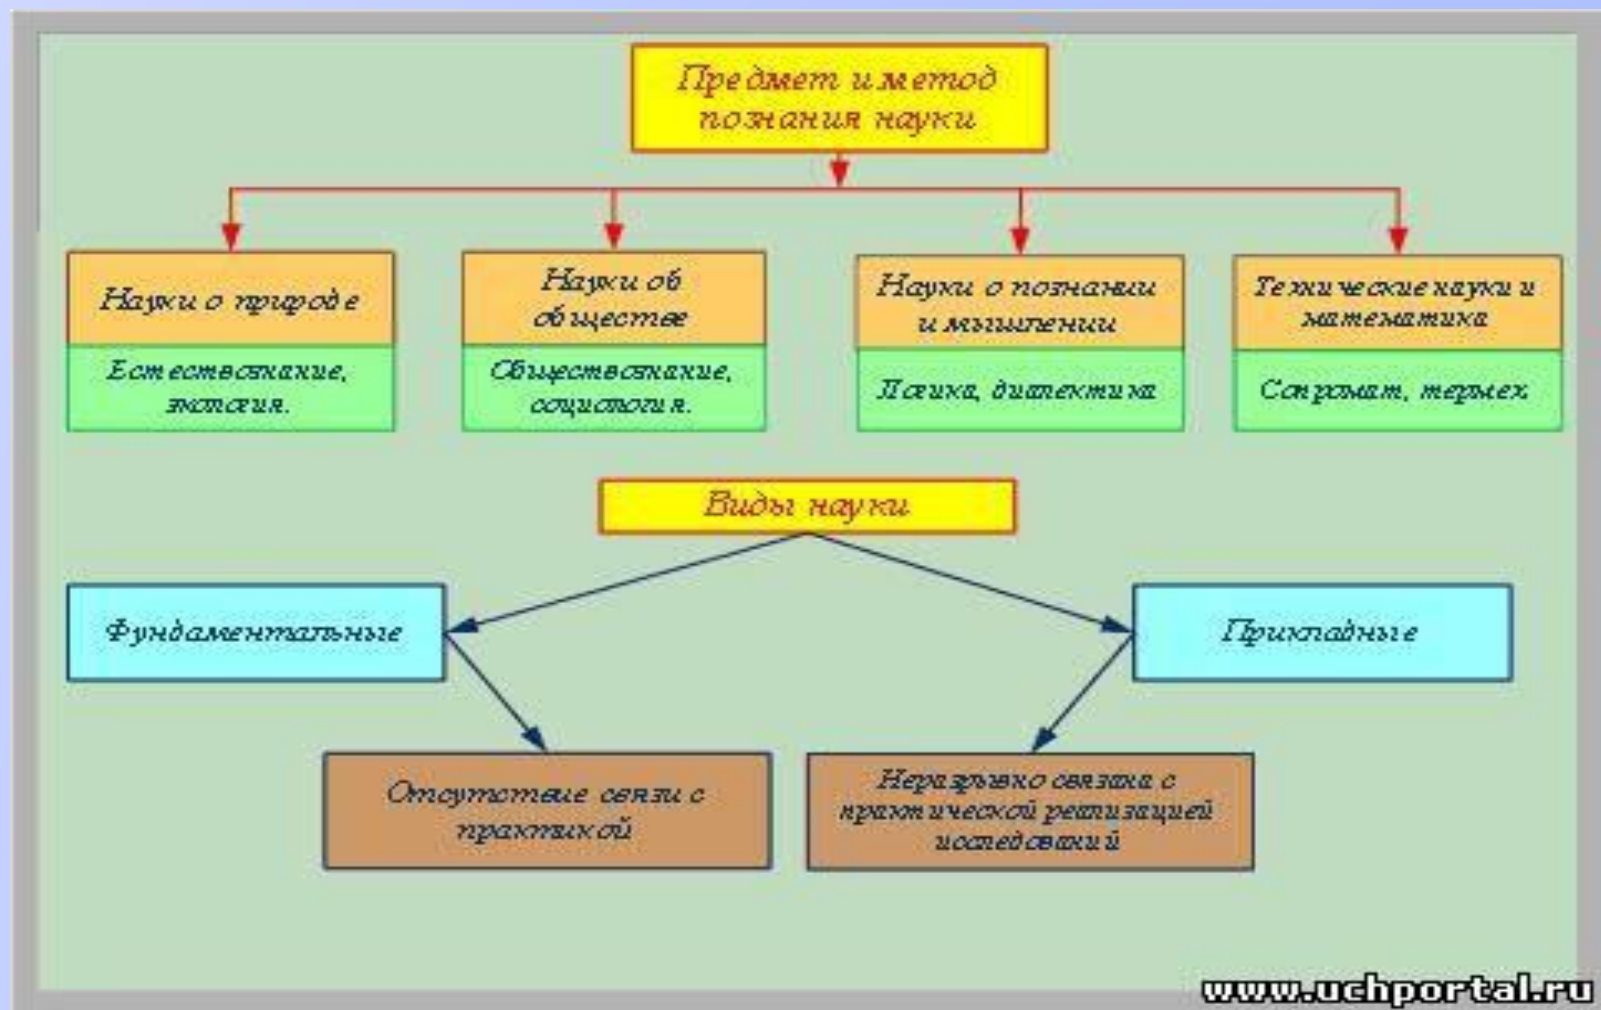 Предмет и метод
познания науки
Науки о природе
Естествознание,
экология.
Науки об
обществе
Обществознание,
социология.
Науки о познании
и мышлении
Логика, диалектика
Технические науки и
математика
Сопромат, термех.
Виды науки
Фундаментальные
Прикладные
Отсутствие связи с
практикой
Неразрывно связана с
практической реализацией
исследований
www.uchportal.ru